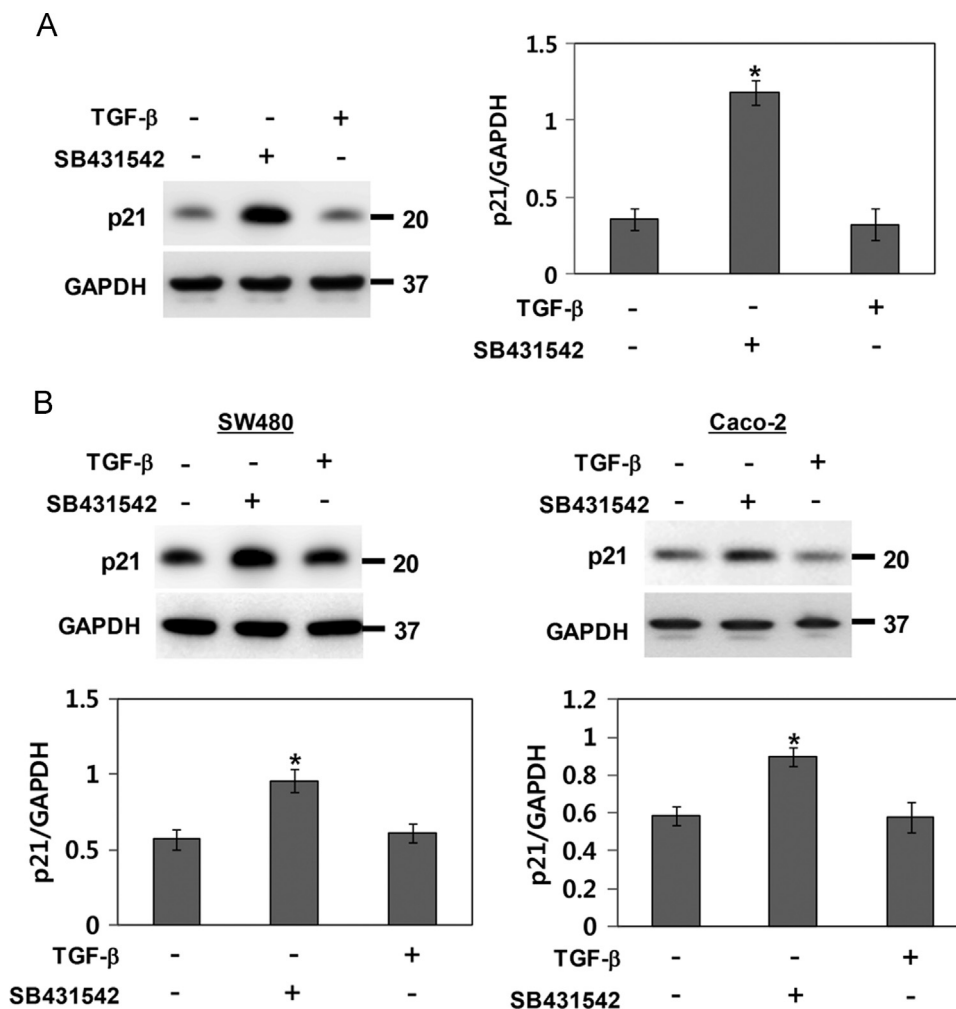 A
TGF-β - - +
SB431542 - + -
p21 20
GAPDH 37
1.5
1
0.5
0
p21/GAPDH
*
TGF-β - - +
SB431542 - + -
B
SW480
TGF-β - - +
SB431542 - + -
p21 20
GAPDH 37
1.5
1
0.5
0
p21/GAPDH
*
TGF-β - - +
SB431542 - + -
Caco-2
TGF-β - - +
SB431542 - + -
p21 20
GAPDH 37
1.2
1
0.8
0.6
0.4
0.2
0
p21/GAPDH
*
TGF-β - - +
SB431542 - + -